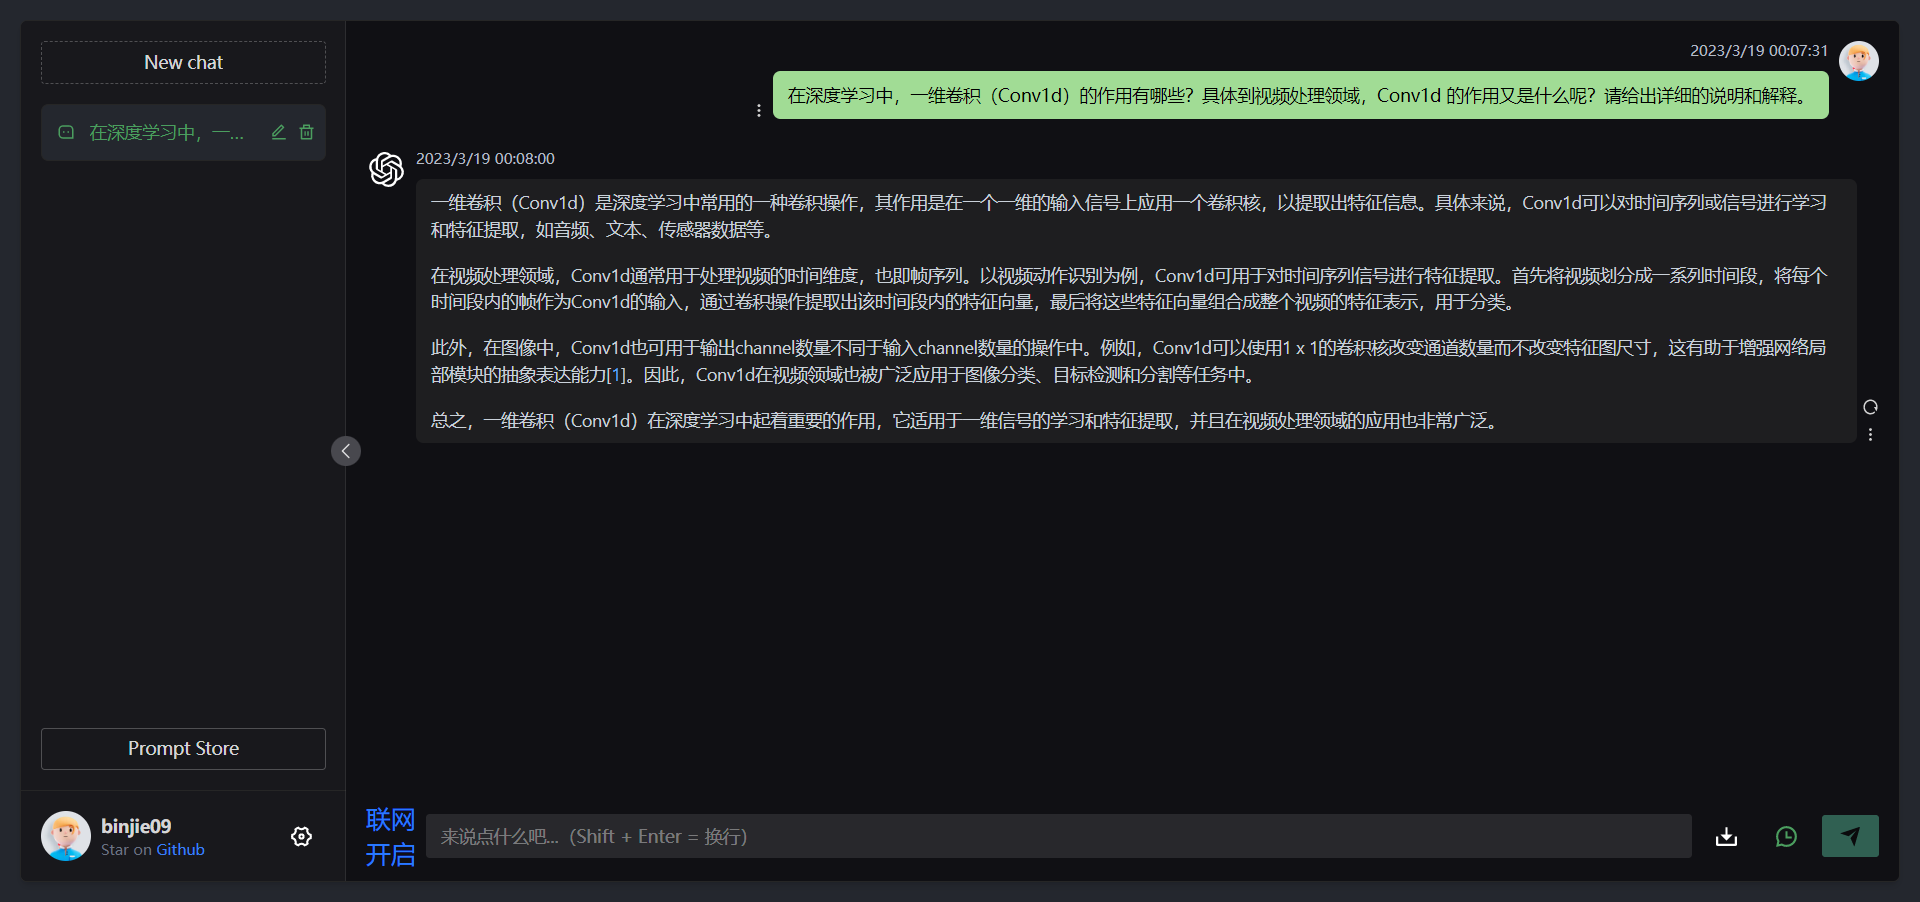 New chat
在深度学习中，一...
Prompt Store
binjie09
Star on Github
2023/3/19 00:07:31
在深度学习中，一维卷积（Conv1d）的作用有哪些？具体到视频处理领域，Conv1d 的作用又是什么呢？请给出详细的说明和解释。
2023/3/19 00:08:00
一维卷积（Conv1d）是深度学习中常用的一种卷积操作，其作用是在一个一维的输入信号上应用一个卷积核，以提取出特征信息。具体来说，Conv1d可以对时间序列或信号进行学习
和特征提取，如音频、文本、传感器数据等。
在视频处理领域，Conv1d通常用于处理视频的时间维度，也即帧序列。以视频动作识别为例，Conv1d可用于对时间序列信号进行特征提取。首先将视频划分成一系列时间段，将每个
时间段内的帧作为Conv1d的输入，通过卷积操作提取出该时间段内的特征向量，最后将这些特征向量组合成整个视频的特征表示，用于分类。
此外，在图像中，Conv1d也可用于输出channel数量不同于输入channel数量的操作中。例如，Conv1d可以使用1 x 1的卷积核改变通道数量而不改变特征图尺寸，这有助于增强网络局
部模块的抽象表达能力[1]。因此，Conv1d在视频领域也被广泛应用于图像分类、目标检测和分割等任务中。
总之，一维卷积（Conv1d）在深度学习中起着重要的作用，它适用于一维信号的学习和特征提取，并且在视频处理领域的应用也非常广泛。
联网
开启
来说点什么吧...（Shift + Enter = 换行）